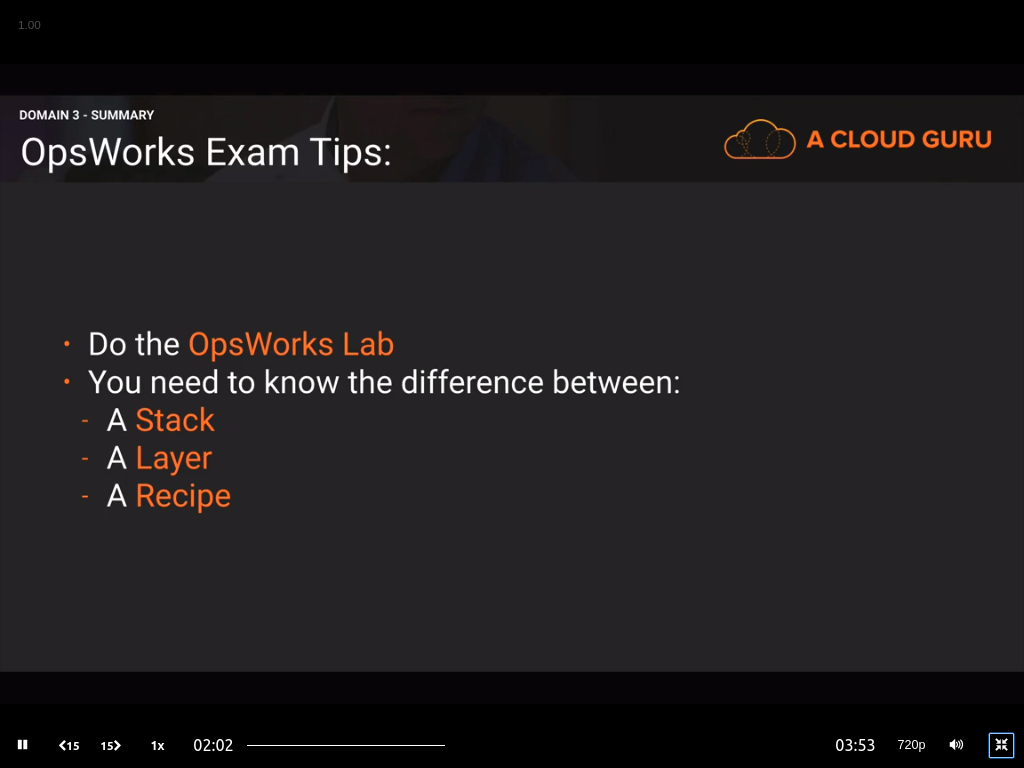 1.00
DOMAIN 3 - SUMMARY
OpsWorks Exam Tips:
A CLOUD GURU
• Do the OpsWorks Lab
• You need to know the difference between:
- A Stack
- A Layer
- A Recipe
15 15 1x 02:02 03:53 720p